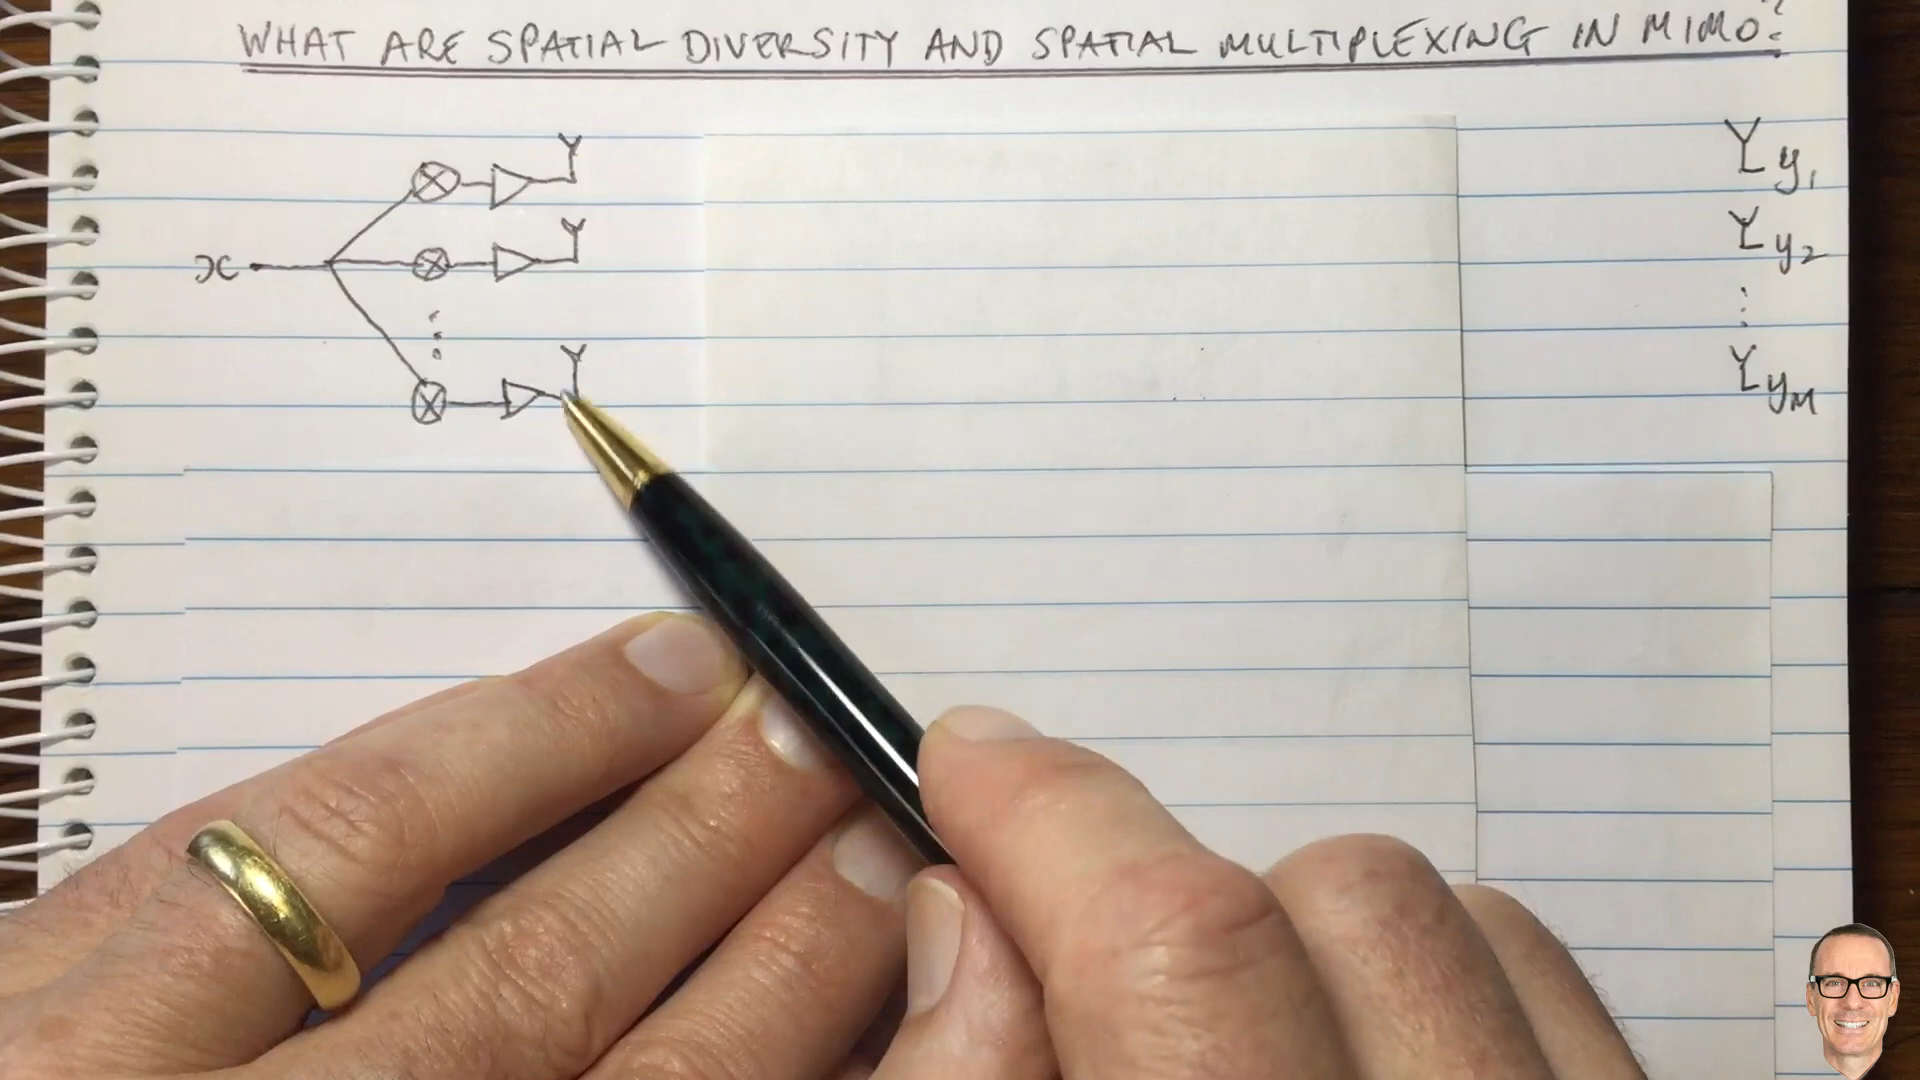 WHAT ARE SPATIAL DIVERSITY AND SPATIAL MULTIPLEXING IN MIMO?
x
y1
y2
⋮
yM